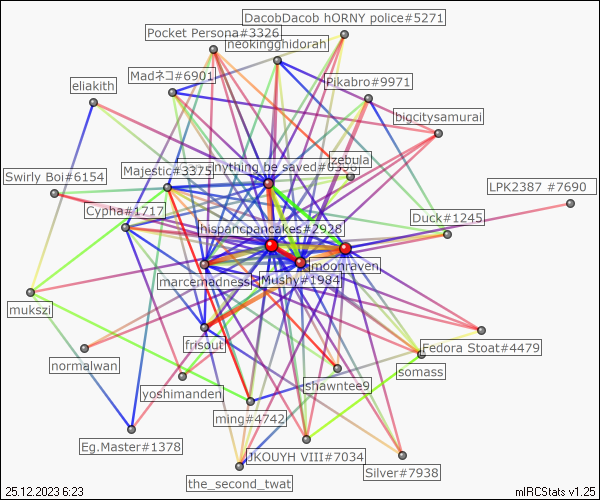 DacobDacob hORNY police#5271
Pocket Persona#3326
neokingghidorah
Madネコ#6901
Pikabro#9971
eliakith
bigcitysamurai
zebula
Majestic#3375
nything be saved#
Swirly Boi#6154
LPK2387 #7690
Cypha#1717
Duck#1245
hispancpancakes#2928
moonraven
marcemadness
Mushy#1984
mukszi
frisout
Fedora Stoat#4479
normalwan
somass
shawntee9
yoshimanden
ming#4742
Eg.Master#1378
JKOUYH VIII#7034
Silver#7938
the_second_twat
25.12.2023 6:23
mIRCStats v1.25